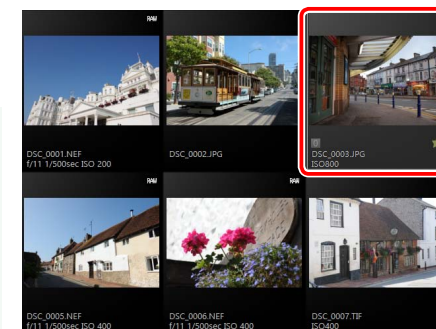 RAW
DSC_0001.NEF
f/11 1/500sec ISO 200
DSC_0002.JPG
DSC_0003.JPG
ISO800
RAW
DSC_0005.NEF
f/11 1/500sec ISO 400
RAW
DSC_0006.NEF
f/11 1/500sec ISO 400
DSC_0007.TIF
ISO400